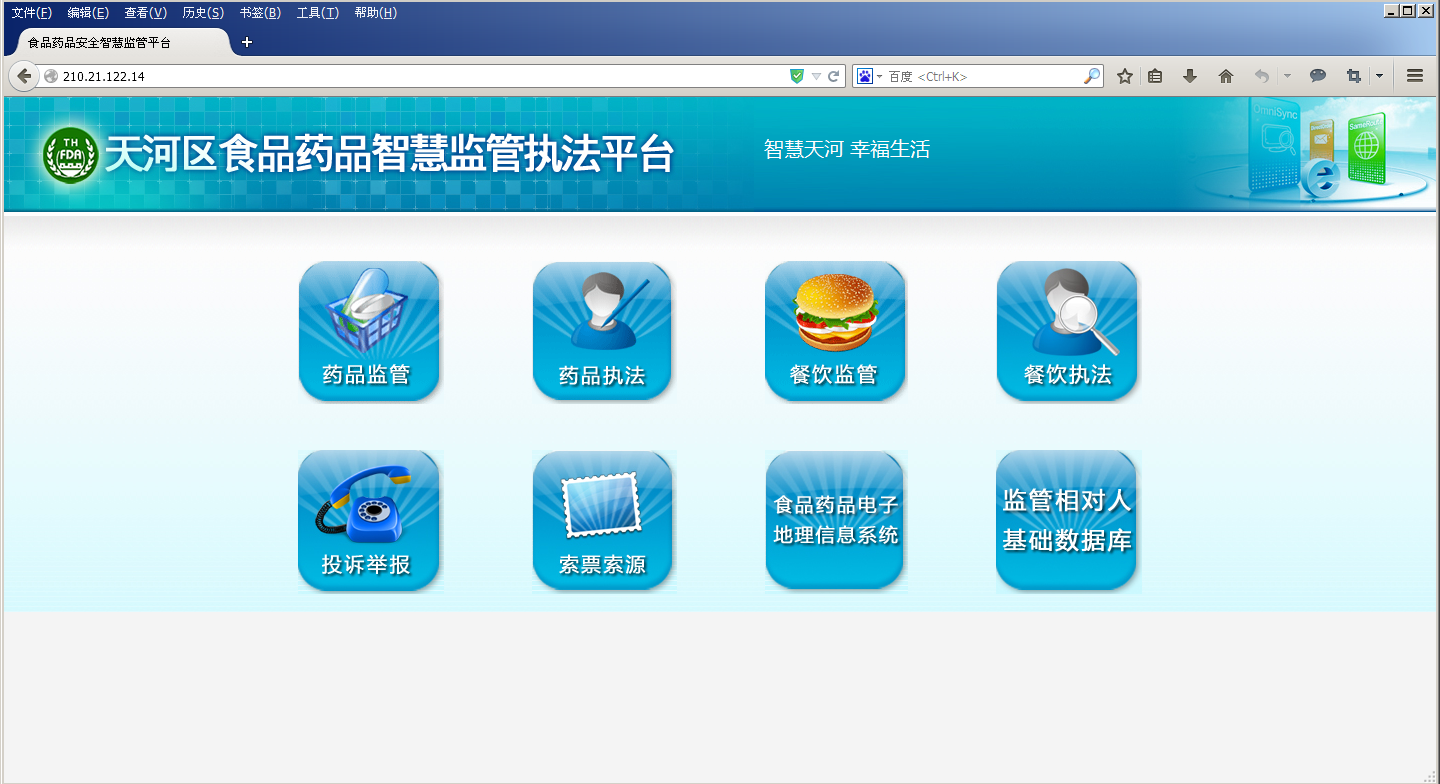 文件(F) 编辑(E) 查看(V) 历史(S) 书签(B) 工具(T) 帮助(H)
食品药品安全智慧监管平台
210.21.122.14
百度 <Ctrl+K>
TH
FDA
天河区食品药品智慧监管执法平台
智慧天河 幸福生活
OmniSync
药品监管
药品执法
餐饮监管
餐饮执法
投诉举报
索票索源
食品药品电子
地理信息系统
监管相对人
基础数据库